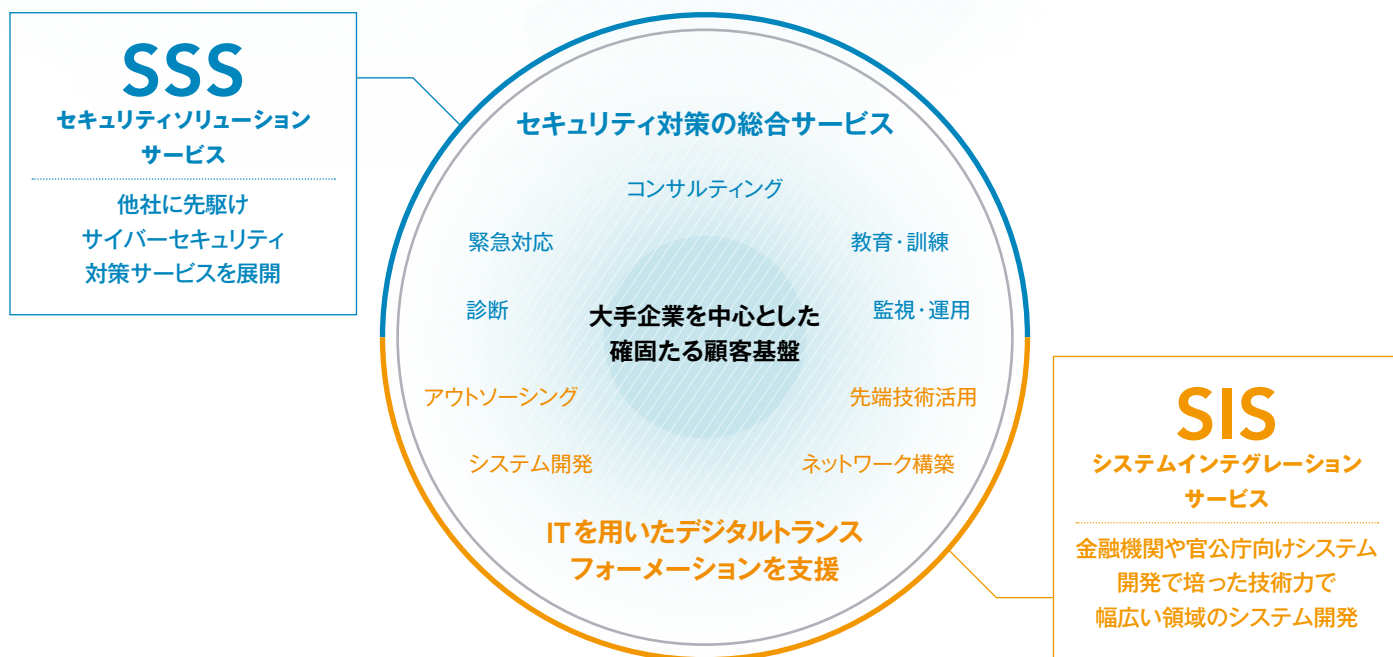 SSS
セキュリティソリューション
サービス
他社に先駆け
サイバーセキュリティ
対策サービスを展開
セキュリティ対策の総合サービス
コンサルティング
緊急対応
教育・訓練
診断
監視・運用
大手企業を中心とした
確固たる顧客基盤
アウトソーシング
先端技術活用
システム開発
ネットワーク構築
ITを用いたデジタルトランス
フォーメーションを支援
SIS
システムインテグレーション
サービス
金融機関や官公庁向けシステム
開発で培った技術力で
幅広い領域のシステム開発